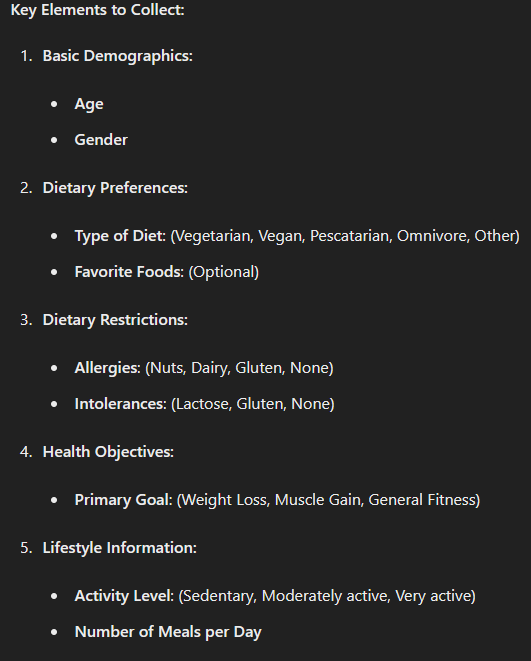 Key Elements to Collect:
1. Basic Demographics:
• Age
• Gender
2. Dietary Preferences:
• Type of Diet: (Vegetarian, Vegan, Pescatarian, Omnivore, Other)
• Favorite Foods: (Optional)
3. Dietary Restrictions:
• Allergies: (Nuts, Dairy, Gluten, None)
• Intolerances: (Lactose, Gluten, None)
4. Health Objectives:
• Primary Goal: (Weight Loss, Muscle Gain, General Fitness)
5. Lifestyle Information:
• Activity Level: (Sedentary, Moderately active, Very active)
• Number of Meals per Day